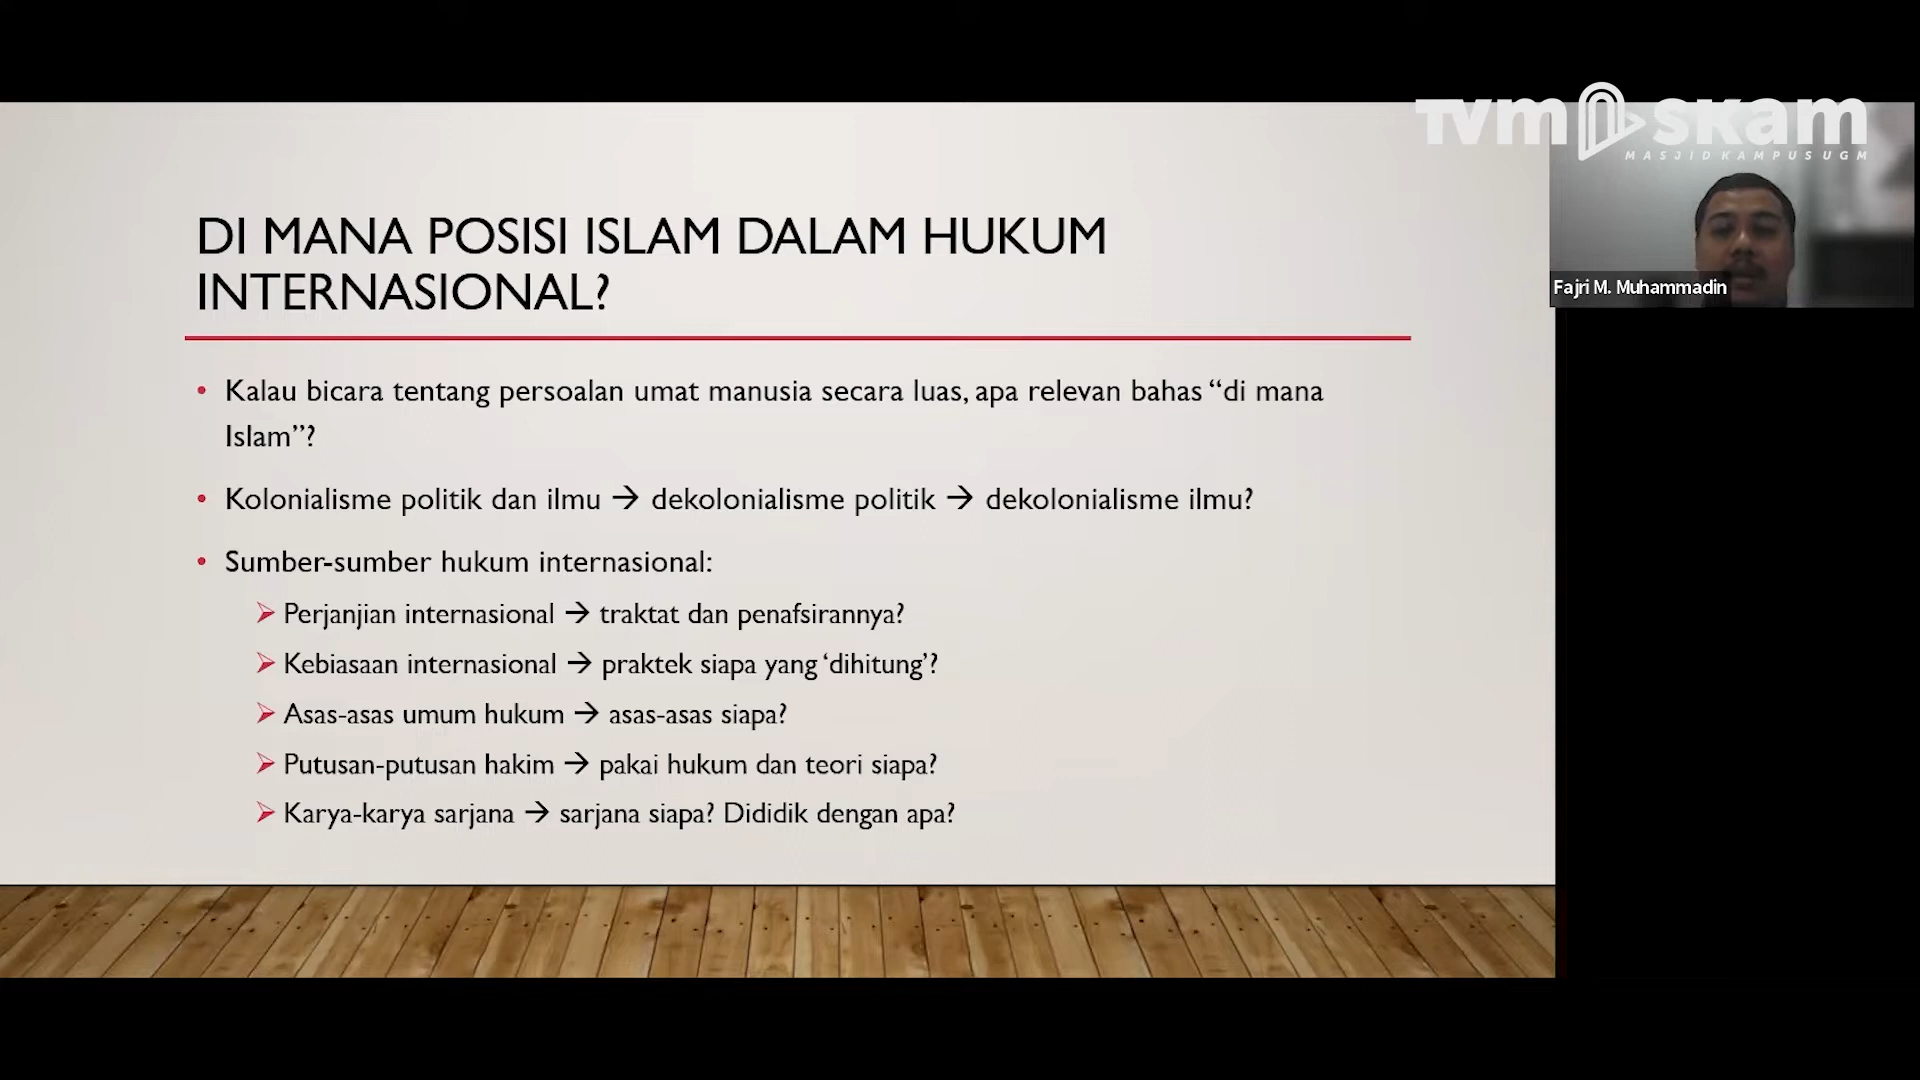 TVMASKAM
MASJID KAMPUS UGM
DI MANA POSISI ISLAM DALAM HUKUM
INTERNASIONAL?
Fajri M. Muhammadin
• Kalau bicara tentang persoalan umat manusia secara luas, apa relevan bahas “di mana
Islam”?
• Kolonialisme politik dan ilmu → dekolonialisme politik → dekolonialisme ilmu?
• Sumber-sumber hukum internasional:
➢ Perjanjian internasional → traktat dan penafsirannya?
➢ Kebiasaan internasional → praktek siapa yang ‘dihitung’?
➢ Asas-asas umum hukum → asas-asas siapa?
➢ Putusan-putusan hakim → pakai hukum dan teori siapa?
➢ Karya-karya sarjana → sarjana siapa? Dididik dengan apa?